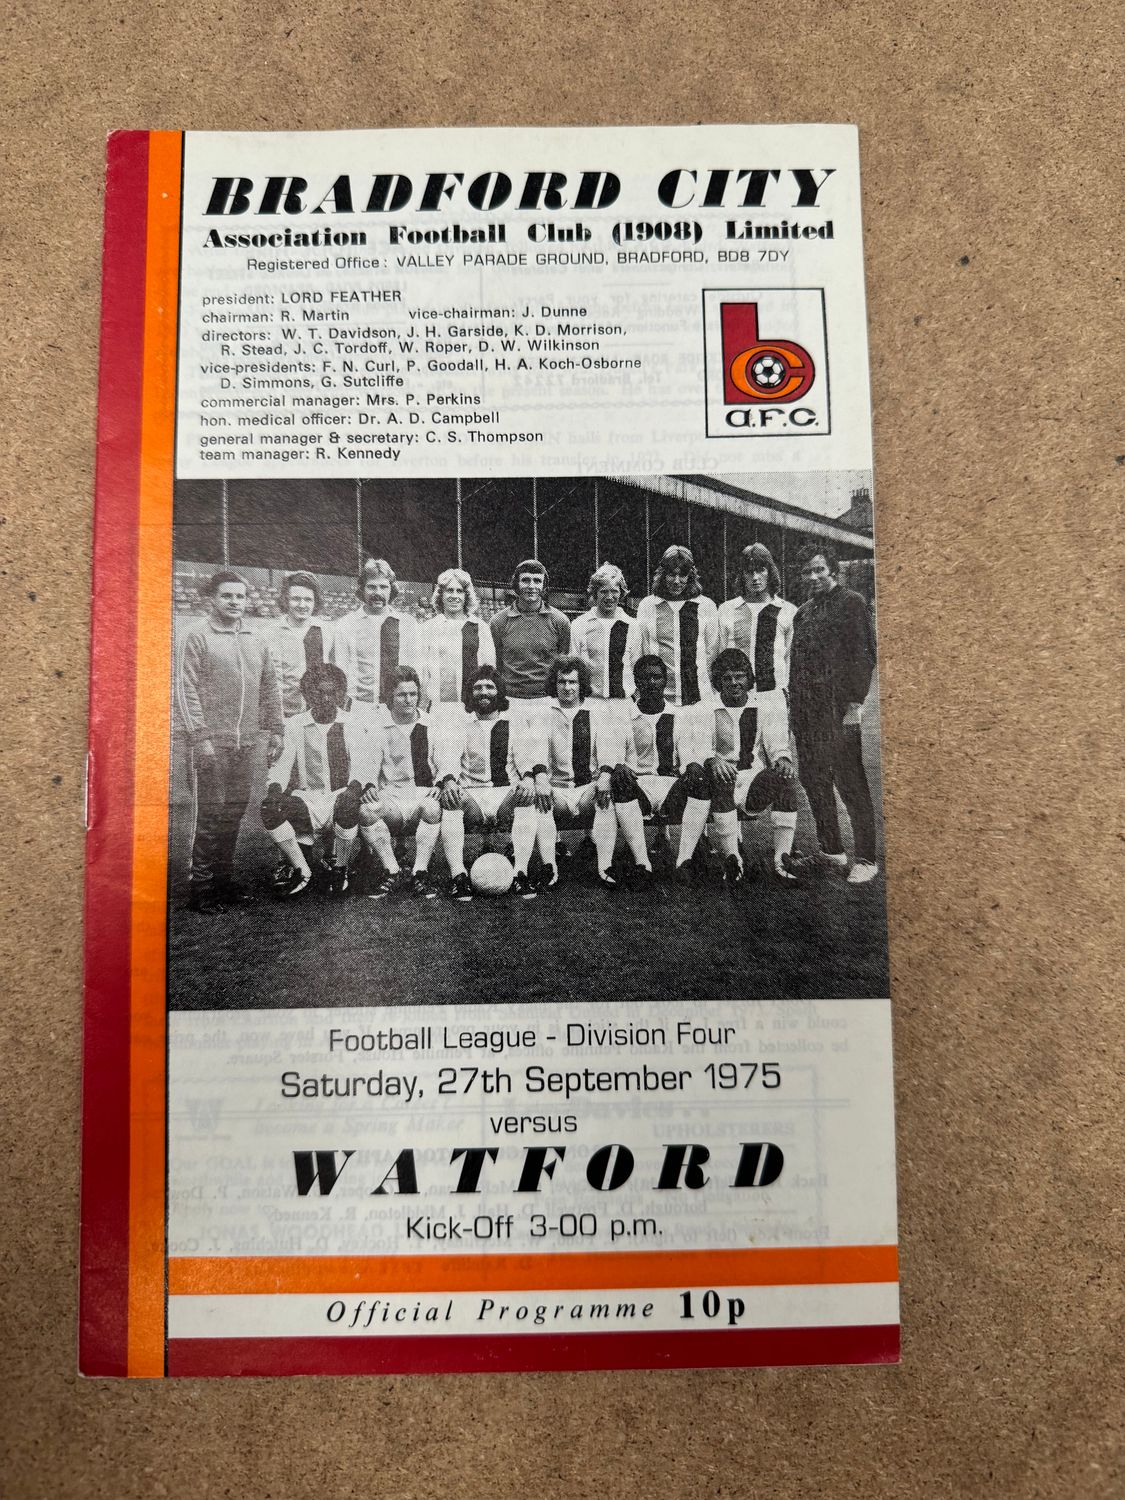 BRADFORD CITY
Association Football Club (1908) Limited
Registered Office : VALLEY PARADE GROUND, BRADFORD, BD8 7DY
president: LORD FEATHER
chairman: R. Martin vice-chairman: J. Dunne
directors: W. T. Davidson, J. H. Garside, K. D. Morrison,
R. Stead, J. C. Tordoff, W. Roper, D. W. Wilkinson
vice-presidents: F. N. Curl, P. Goodall, H. A. Koch-Osborne
D. Simmons, G. Sutcliffe
commercial manager: Mrs. P. Perkins
hon. medical officer: Dr. A. D. Campbell
general manager & secretary: C. S. Thompson
team manager: R. Kennedy
bc
a.F.C.
Football League - Division Four
Saturday, 27th September 1975
versus
WATFORD
Kick-Off 3-00 p.m.
Official Programme 10p